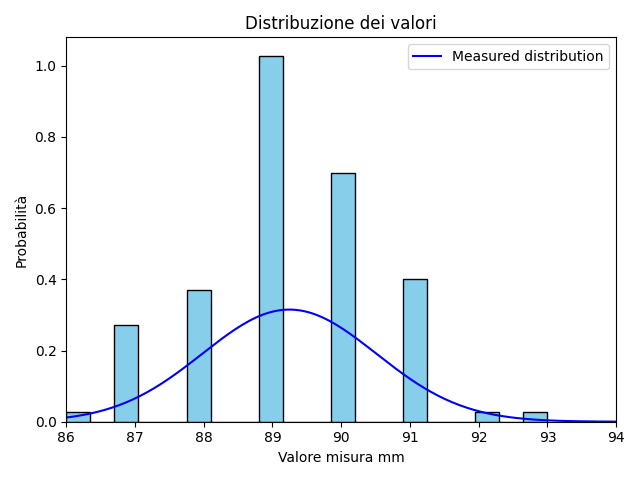 Distribuzione dei valori
Measured distribution
Probabilità
1.0
0.8
0.6
0.4
0.2
0.0
86 87 88 89 90 91 92 93 94
Valore misura mm